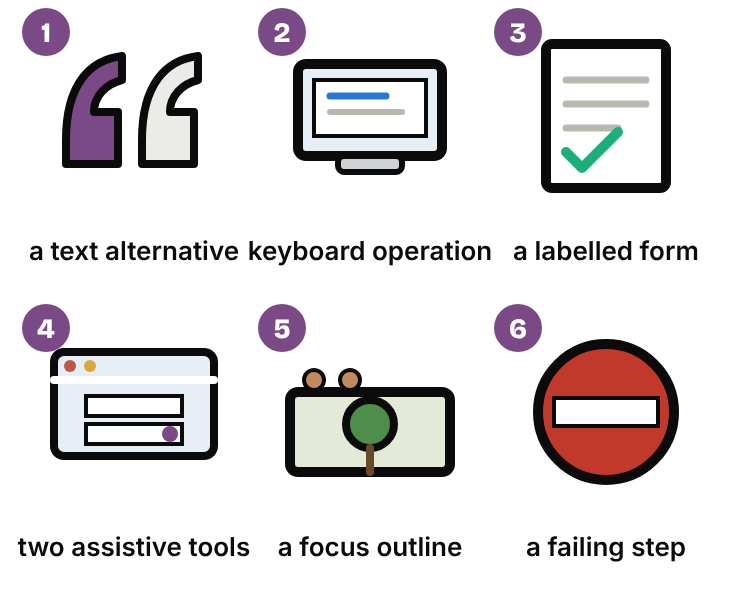 1
2
3
a text alternative
keyboard operation
a labelled form
4
5
6
two assistive tools
a focus outline
a failing step